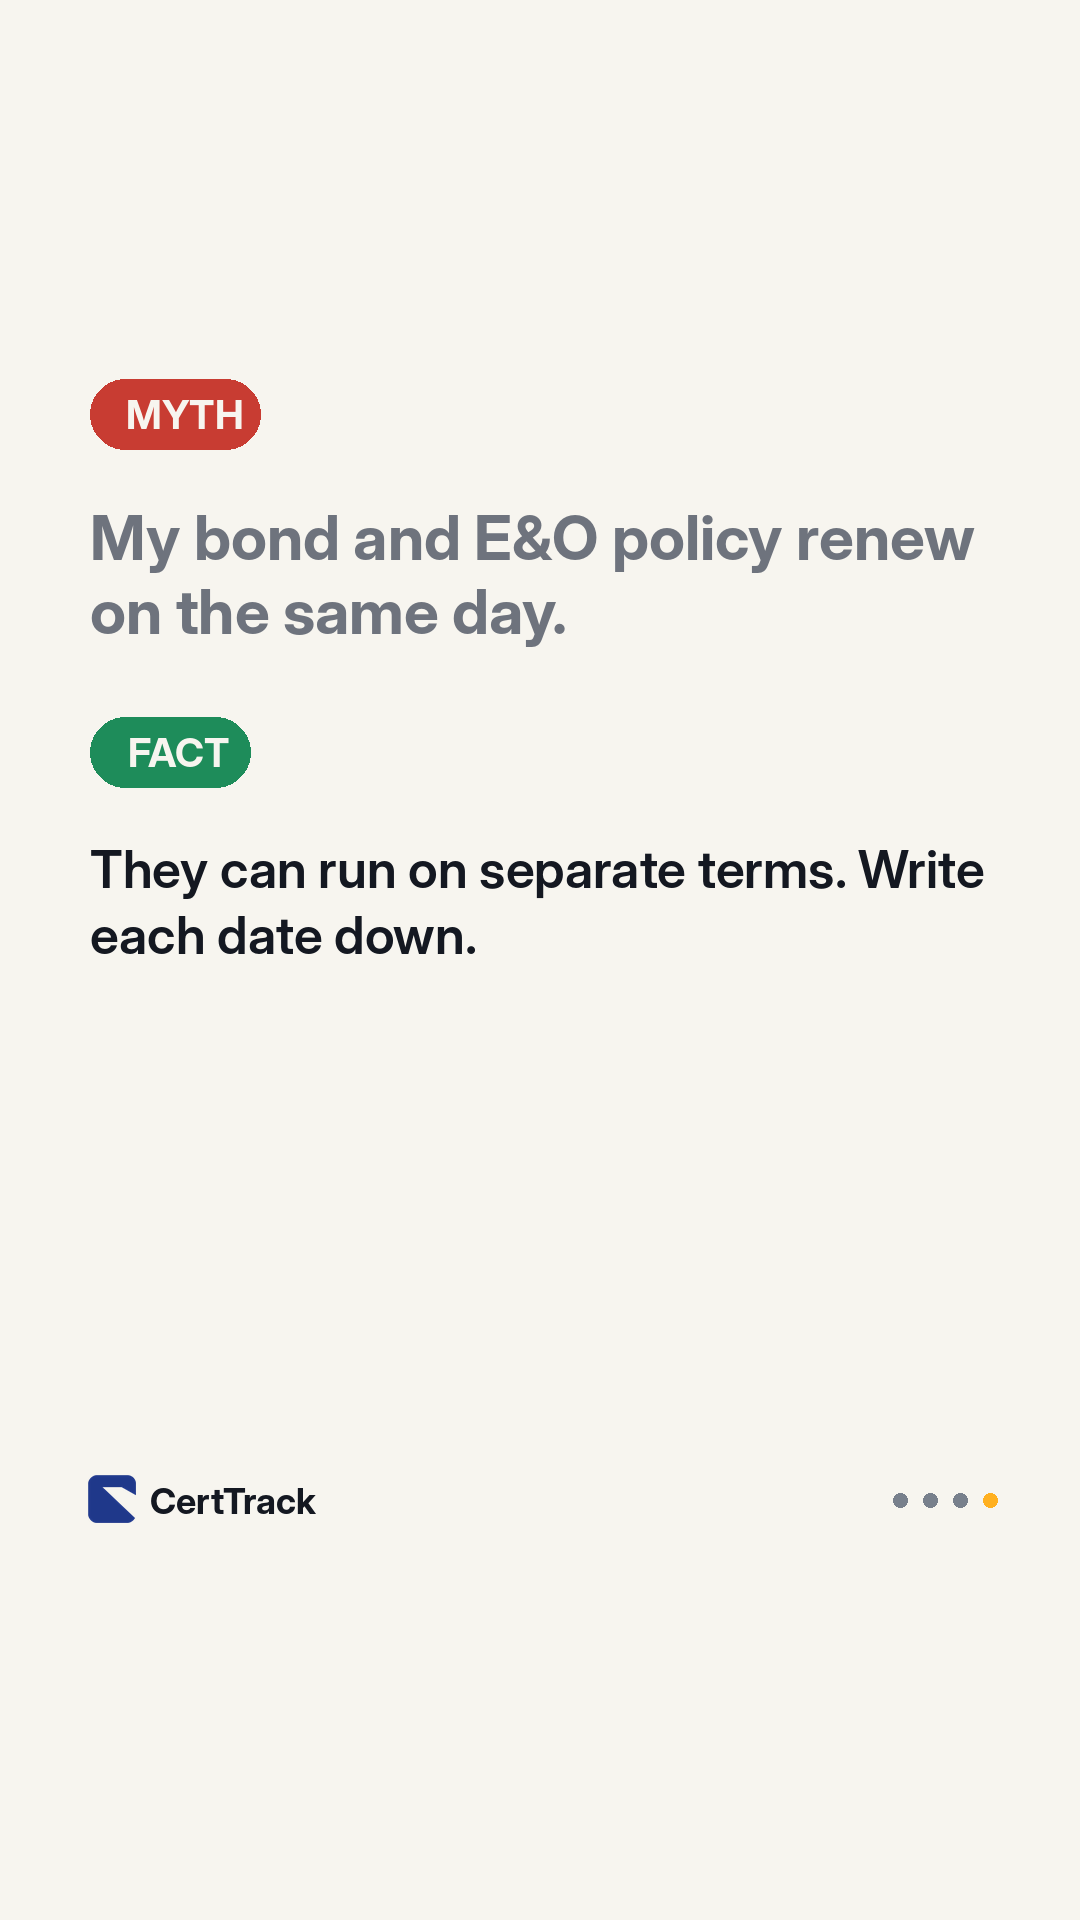 MYTH
My bond and E&O policy renew
on the same day.
FACT
They can run on separate terms. Write
each date down.
CertTrack